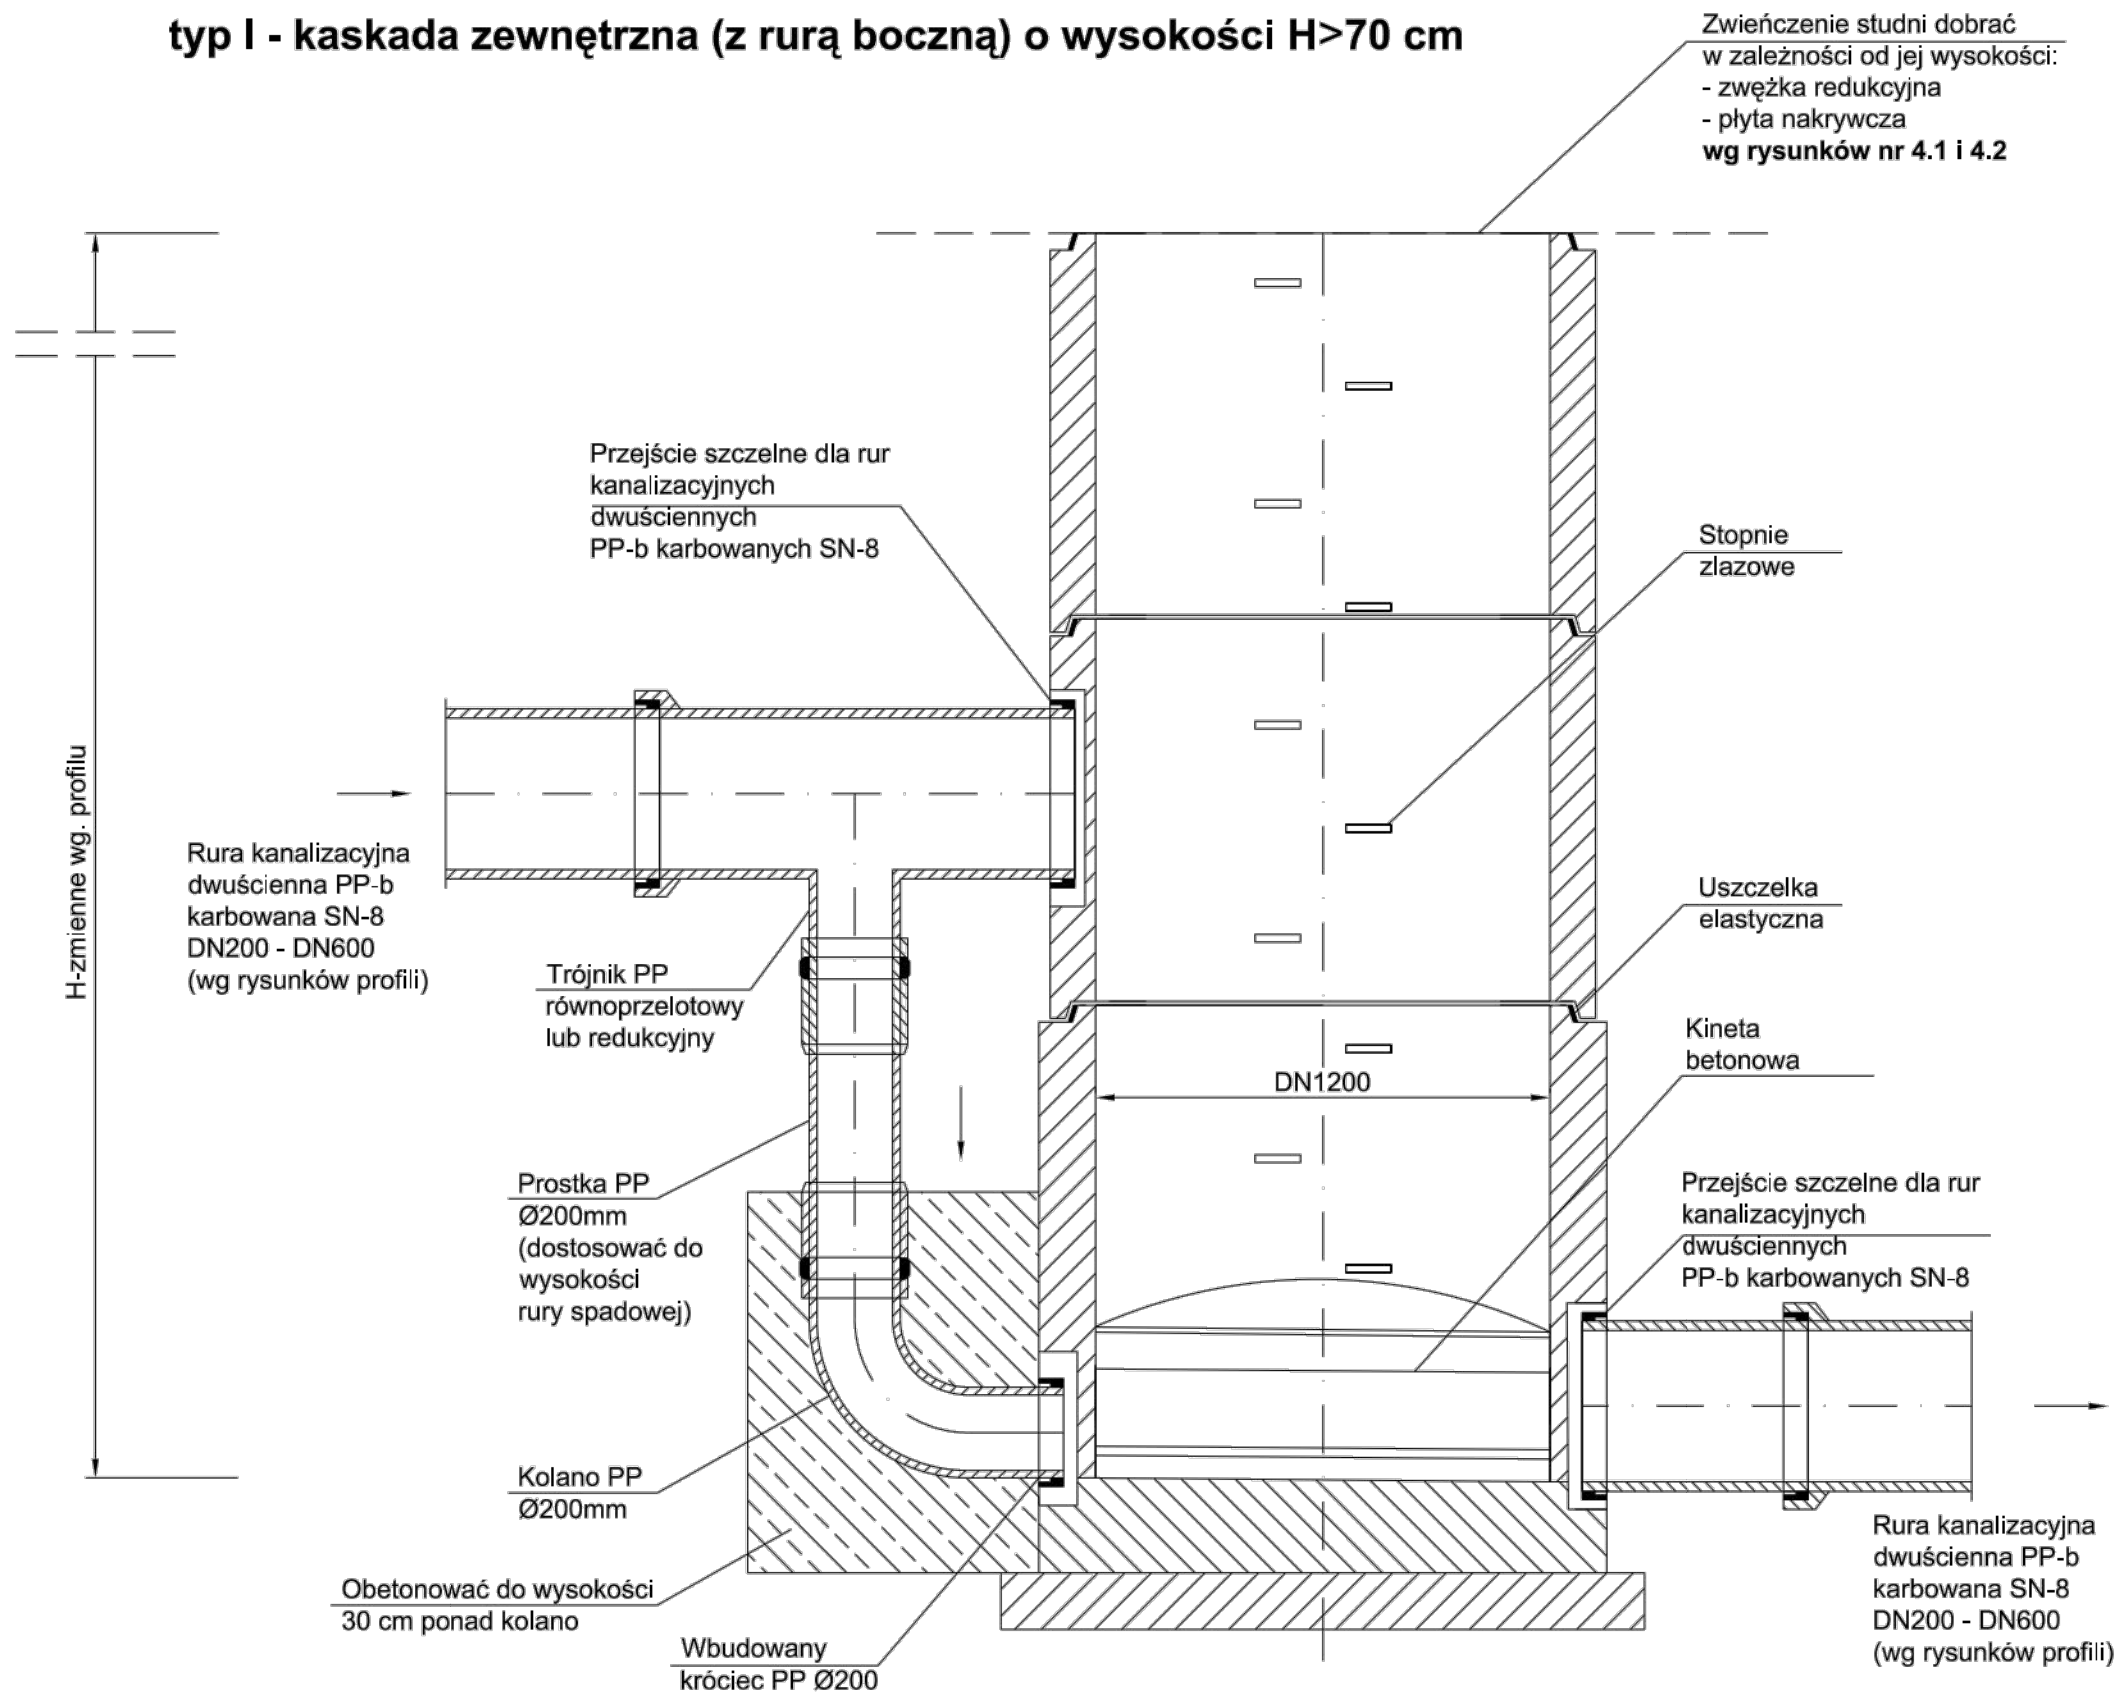 typ I - kaskada zewnętrzna (z rurą boczną) o wysokości H>70 cm
Zwieńczenie studni dobrać
w zależności od jej wysokości:
- zwężka redukcyjna
- płyta nakrywcza
wg rysunków nr 4.1 i 4.2
Przejście szczelne dla rur
kanalizacyjnych
dwuściennych
PP-b karbowanych SN-8
Stopnie
zlazowe
H-zmienne wg. profilu
Rura kanalizacyjna
dwuścienna PP-b
karbowana SN-8
DN200 - DN600
(wg rysunków profili)
Trójnik PP
równoprzelotowy
lub redukcyjny
Uszczelka
elastyczna
Kineta
betonowa
DN1200
Prostka PP
Ø200mm
(dostosować do
wysokości
rury spadowej)
Przejście szczelne dla rur
kanalizacyjnych
dwuściennych
PP-b karbowanych SN-8
Kolano PP
Ø200mm
Obetonować do wysokości
30 cm ponad kolano
Wbudowany
króciec PP Ø200
Rura kanalizacyjna
dwuścienna PP-b
karbowana SN-8
DN200 - DN600
(wg rysunków profili)